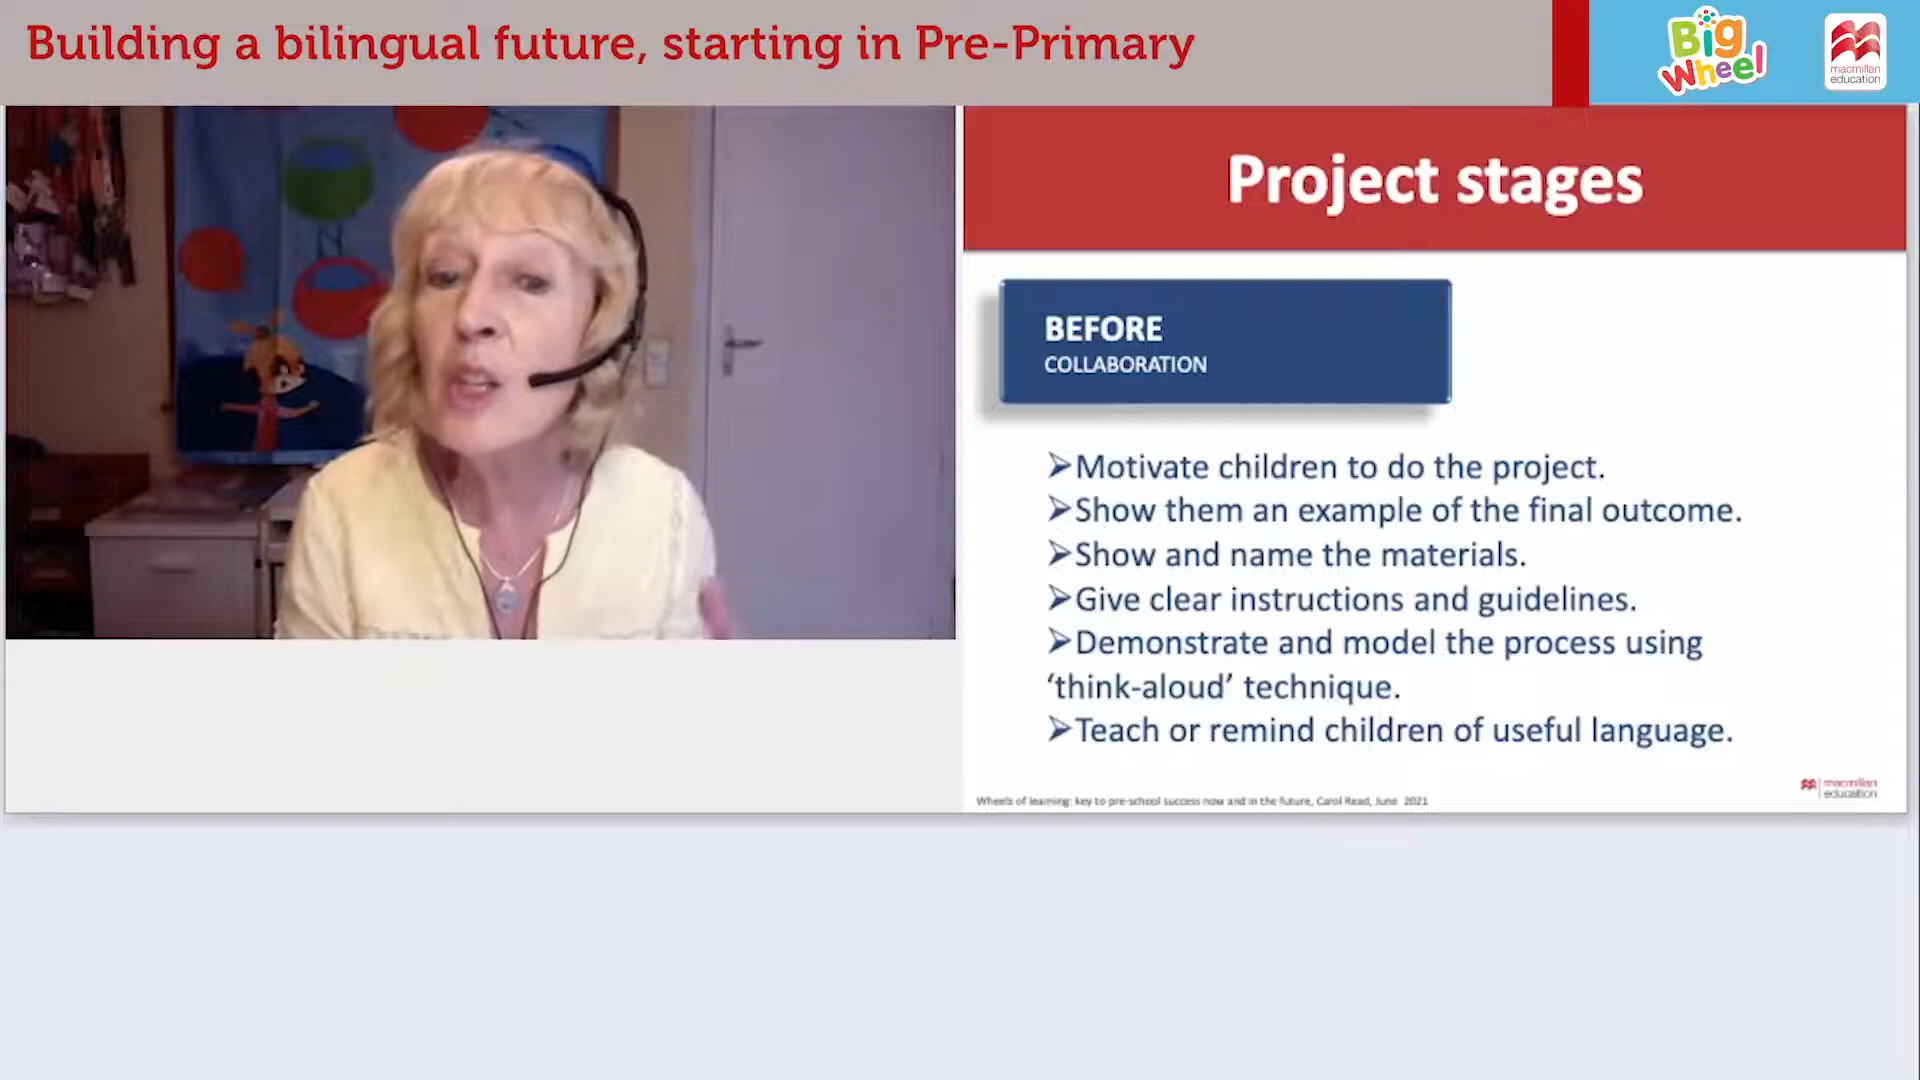 Building a bilingual future, starting in Pre-Primary
Big
Wheel
macmillan
education
Project stages
BEFORE
COLLABORATION
➢Motivate children to do the project.
➢Show them an example of the final outcome.
➢Show and name the materials.
➢Give clear instructions and guidelines.
➢Demonstrate and model the process using
‘think-aloud’ technique.
➢Teach or remind children of useful language.
macmillan
education
Wheels of learning: key to pre-school success now and in the future, Carol Read, June 2021